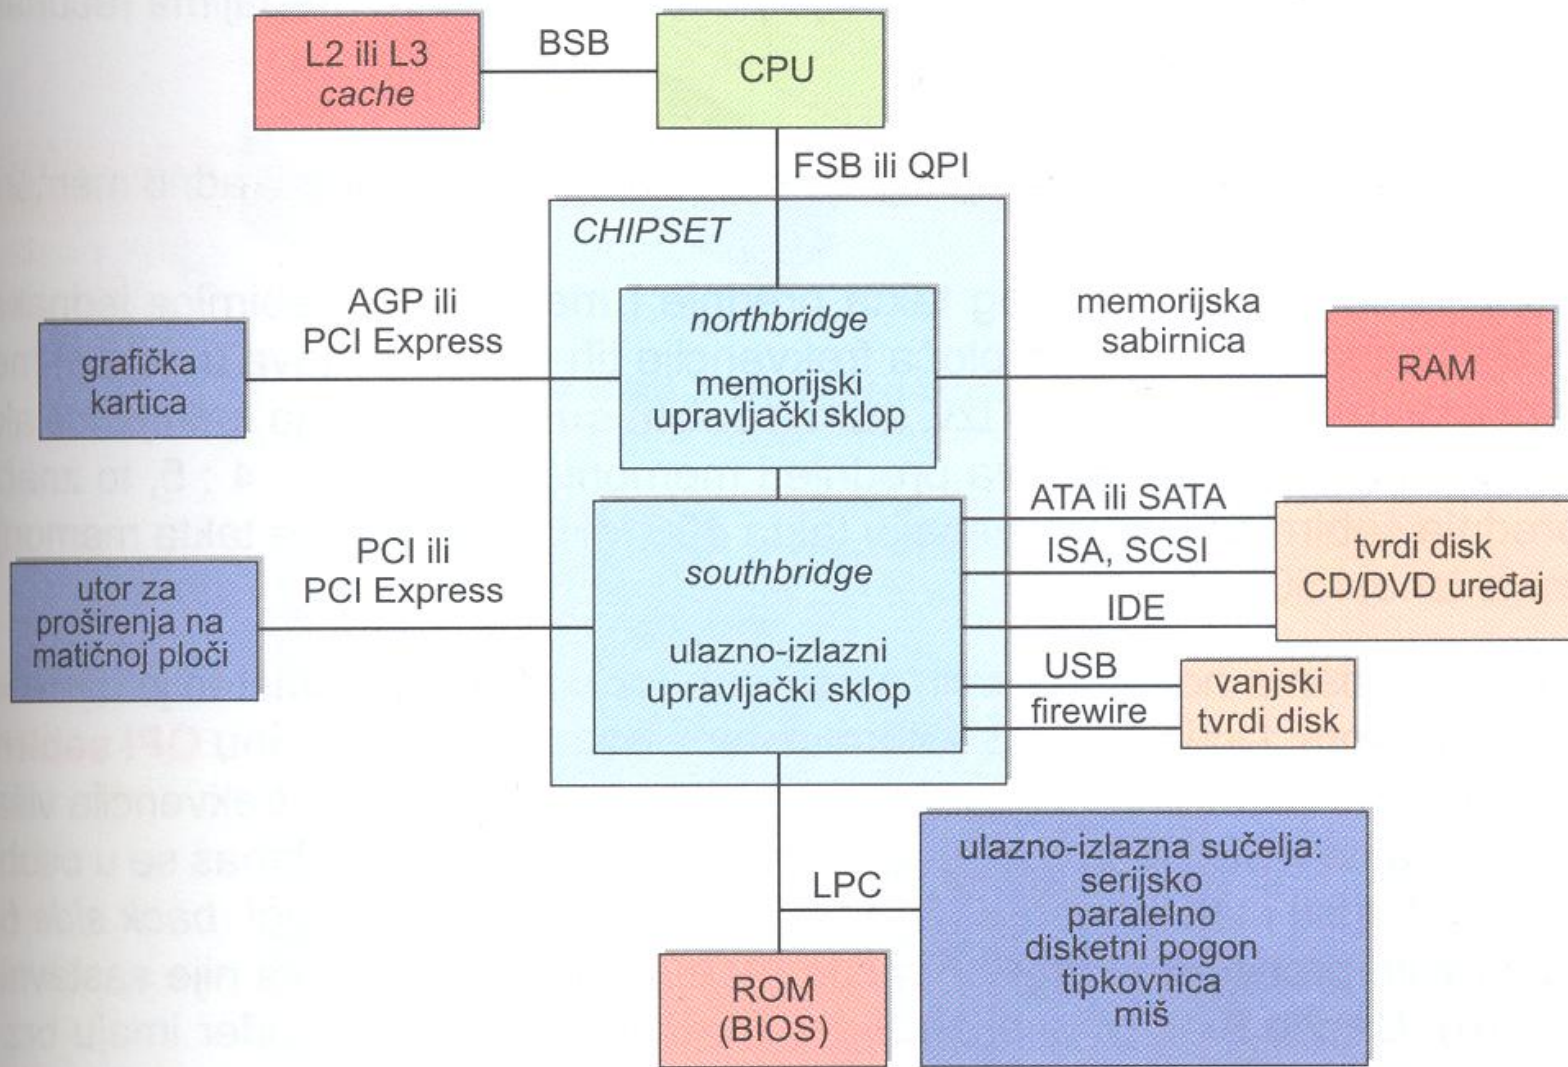 L2 ili L3
cache
BSB
CPU
FSB ili QPI
CHIPSET
AGP ili
PCI Express
grafička
kartica
northbridge
memorijski
upravljački sklop
memorijska
sabirnica
RAM
PCI ili
PCI Express
utor za
proširenja na
matičnoj ploči
southbridge
ulazno-izlazni
upravljački sklop
ATA ili SATA
ISA, SCSI
IDE
tvrdi disk
CD/DVD uređaj
USB
firewire
vanjski
tvrdi disk
LPC
ulazno-izlazna sučelja:
serijsko
paralelno
disketni pogon
tipkovnica
miš
ROM
(BIOS)